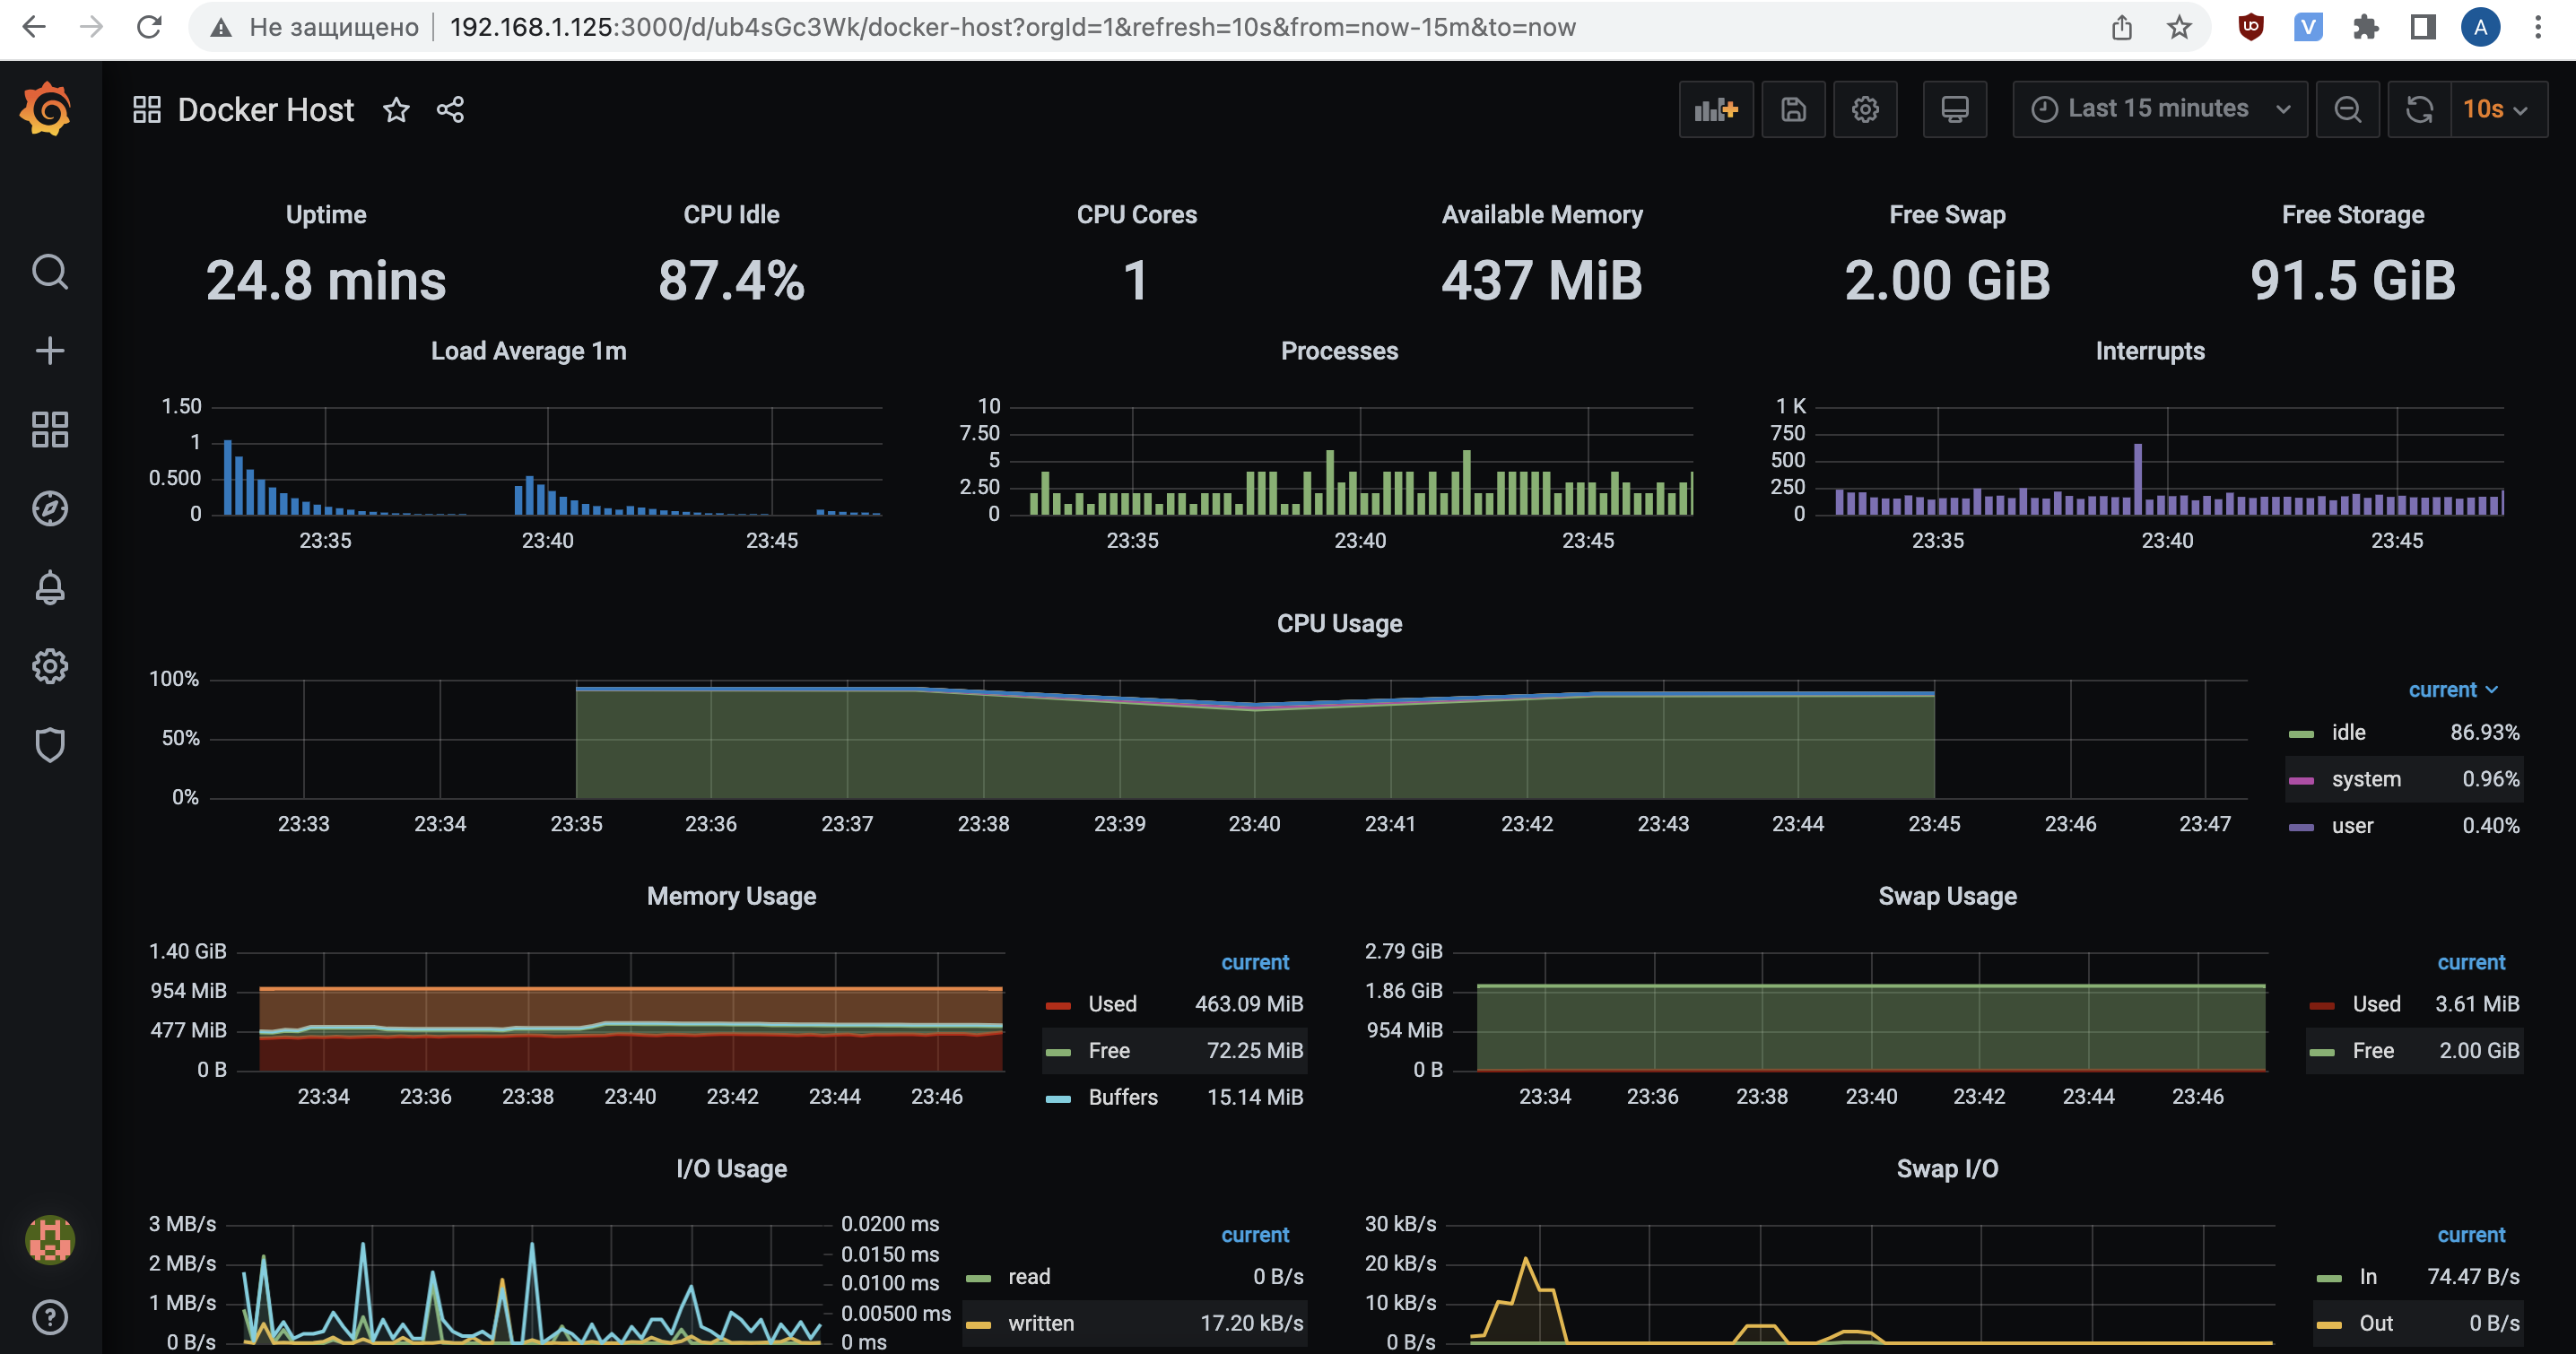 Не защищено 192.168.1.125:3000/d/ub4sGc3Wk/docker-host?orgId=1&refresh=10s&from=now-15m&to=now
A
Docker Host
Last 15 minutes
10s
Uptime
24.8 mins
CPU Idle
87.4%
CPU Cores
1
Available Memory
437 MiB
Free Swap
2.00 GiB
Free Storage
91.5 GiB
Load Average 1m
1.50
1
0.500
0
23:35 23:40 23:45
Processes
10
7.50
5
2.50
0
23:35 23:40 23:45
Interrupts
1 K
750
500
250
0
23:35 23:40 23:45
CPU Usage
100%
50%
0%
23:33 23:34 23:35 23:36 23:37 23:38 23:39 23:40 23:41 23:42 23:43 23:44 23:45 23:46 23:47
current
idle 86.93%
system 0.96%
user 0.40%
Memory Usage
1.40 GiB
954 MiB
477 MiB
0 B
23:34 23:36 23:38 23:40 23:42 23:44 23:46
current
Used 463.09 MiB
Free 72.25 MiB
Buffers 15.14 MiB
Swap Usage
2.79 GiB
1.86 GiB
954 MiB
0 B
23:34 23:36 23:38 23:40 23:42 23:44 23:46
current
Used 3.61 MiB
Free 2.00 GiB
I/O Usage
3 MB/s
2 MB/s
1 MB/s
0 B/s
0.0200 ms
0.0150 ms
0.0100 ms
0.00500 ms
0 ms
current
read 0 B/s
written 17.20 kB/s
Swap I/O
30 kB/s
20 kB/s
10 kB/s
0 B/s
current
In 74.47 B/s
Out 0 B/s